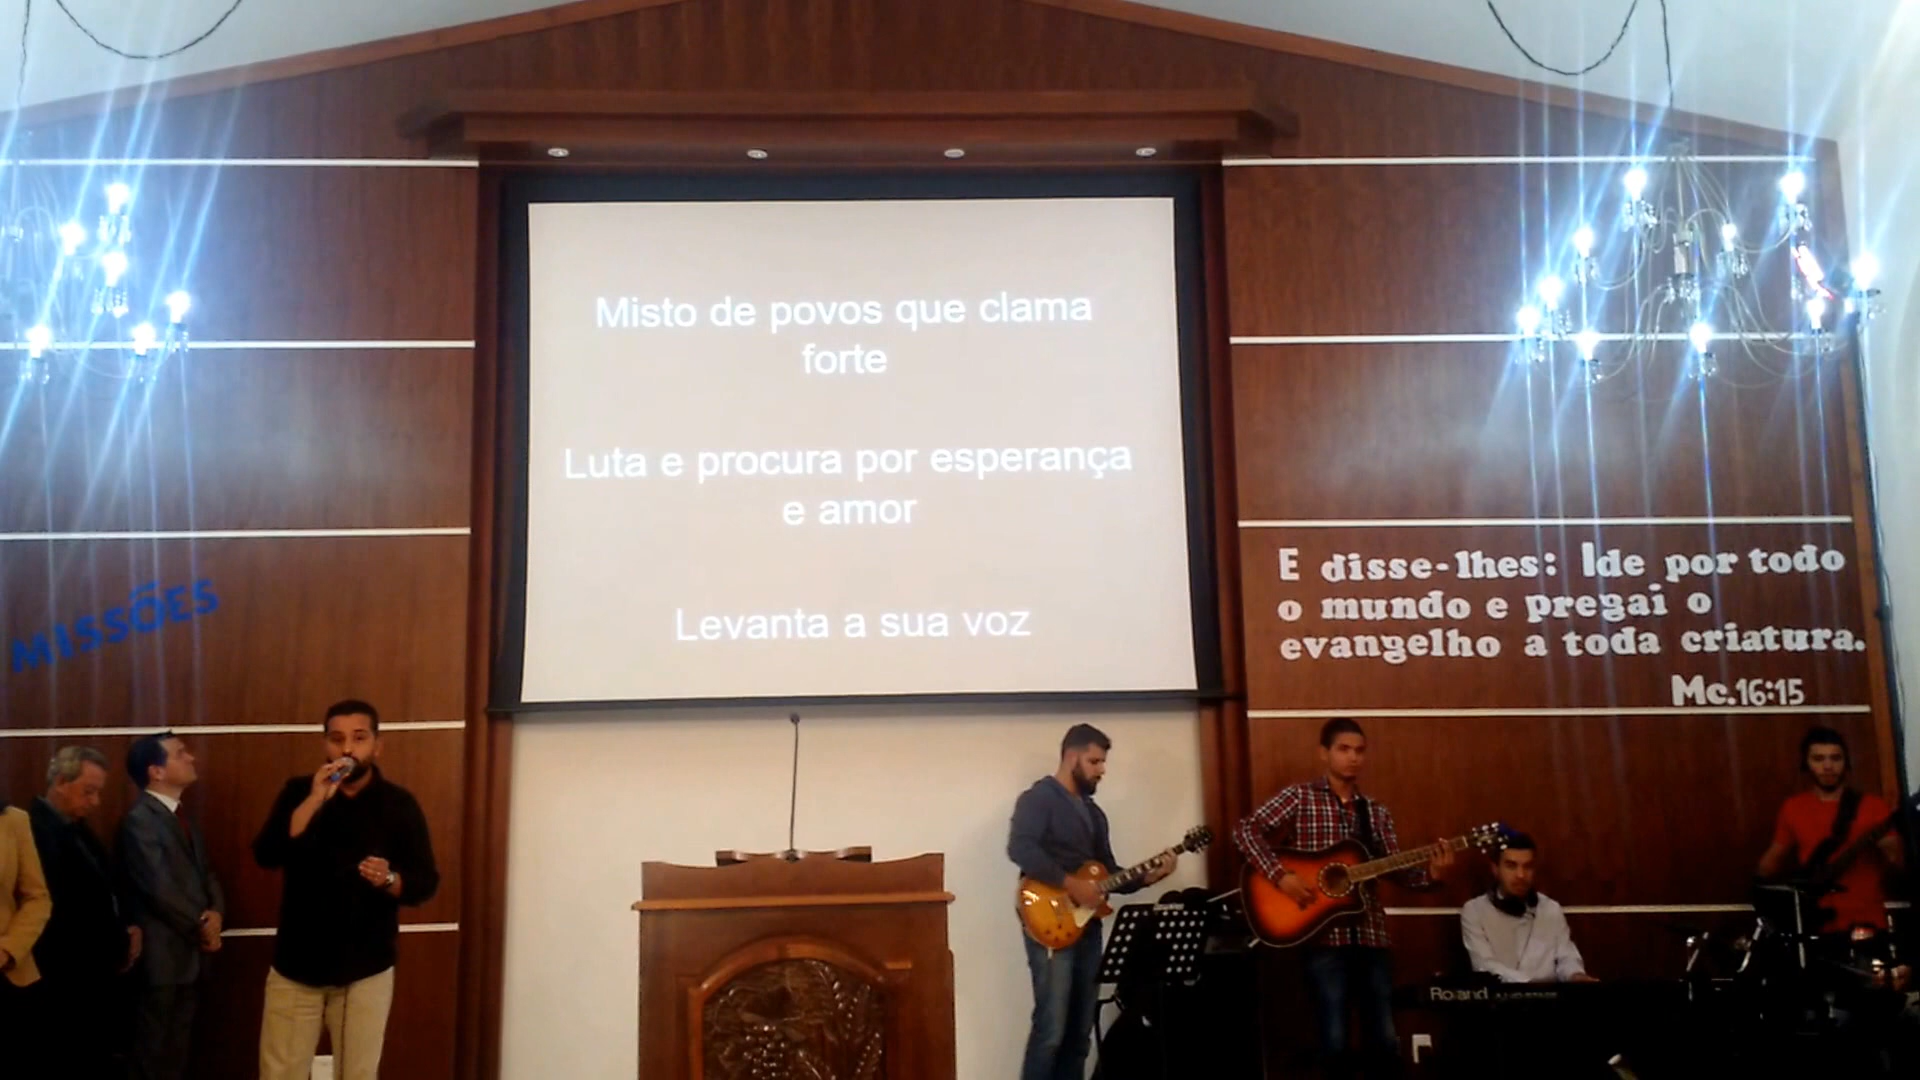 Misto de povos que clama
forte
Luta e procura por esperança
e amor
Levanta a sua voz
MISSÕES
E disse-lhes: Ide por todo
o mundo e pregai o
evangelho a toda criatura.
Mc.16:15
Roland